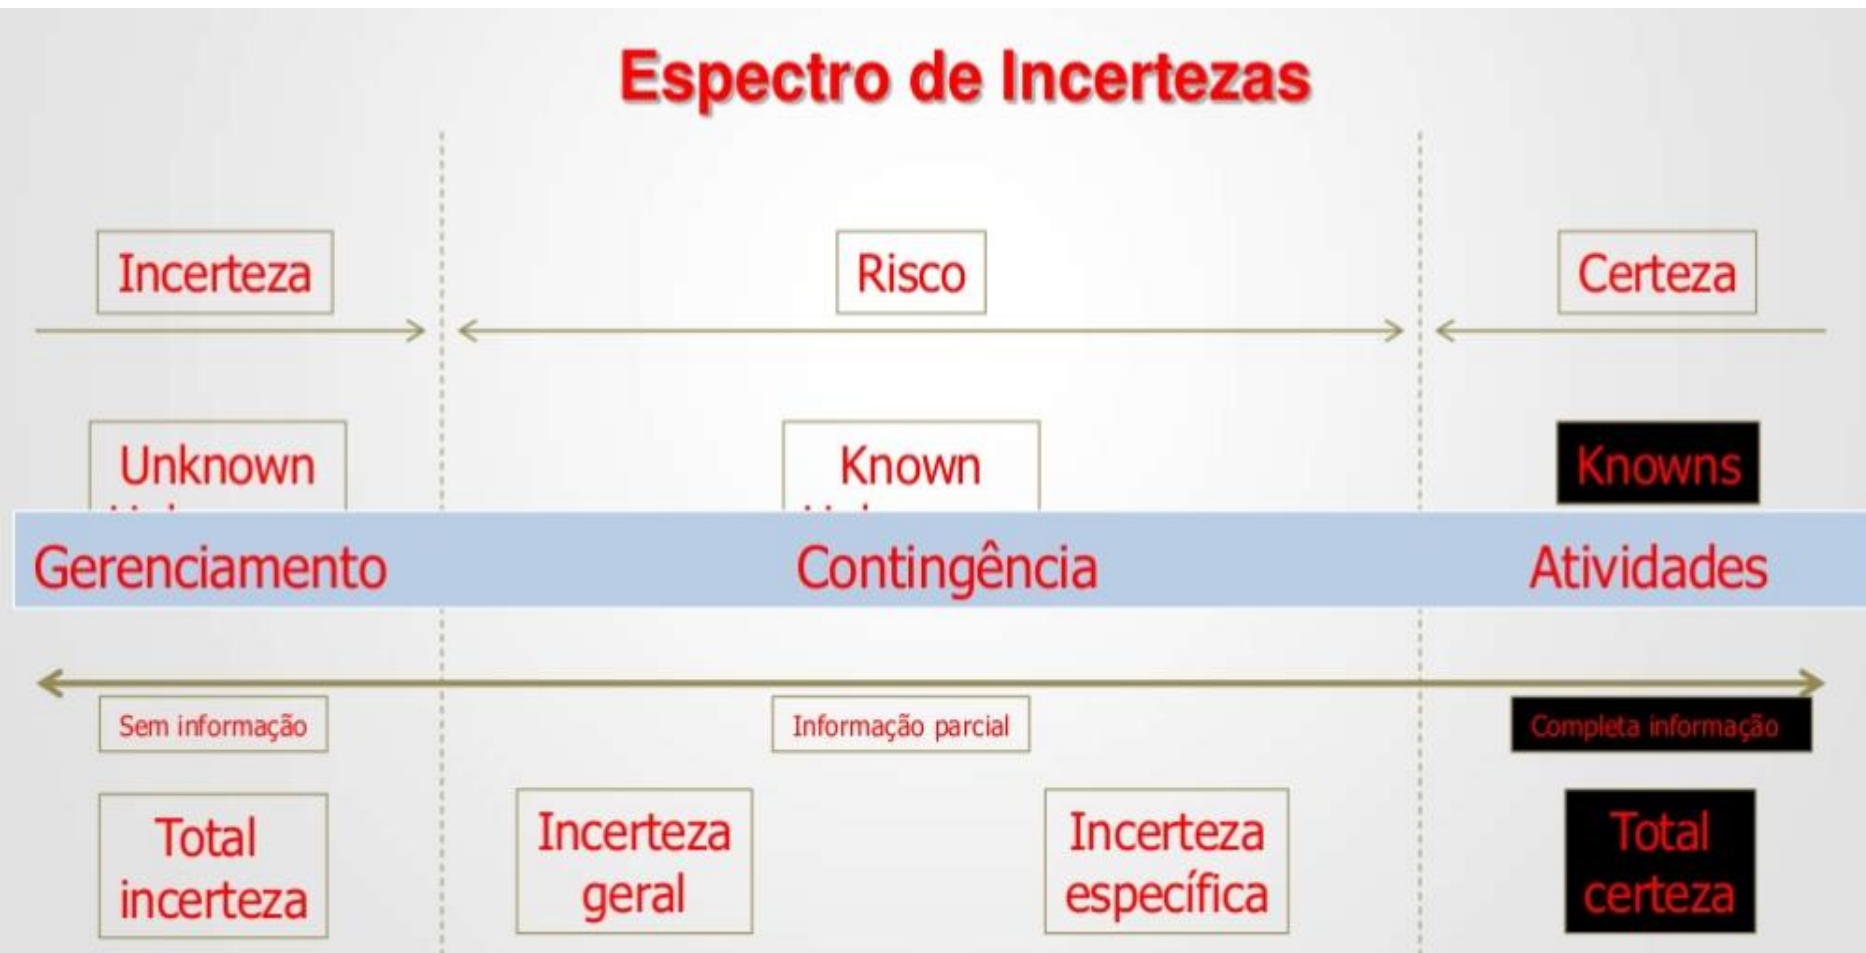 Espectro de Incertezas
Incerteza
Risco
Certeza
Unknown
Known
Knowns
Gerenciamento
Contingência
Atividades
Sem informação
Informação parcial
Completa informação
Total
incerteza
Incerteza
geral
Incerteza
específica
Total
certeza